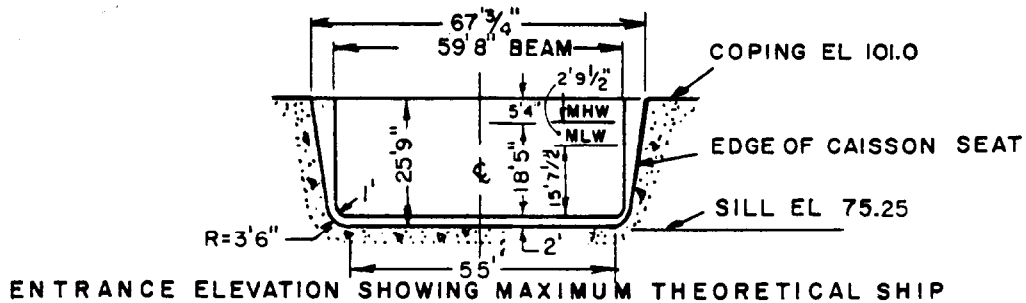 67'3/4"
59'8" BEAM
COPING EL 101.0
2'9 1/2"
5'4"
MHW
MLW
25'9"
℄
18'5"
15'7 1/2"
EDGE OF CAISSON SEAT
1'
SILL EL 75.25
R=3'6"
2'
55'
ENTRANCE ELEVATION SHOWING MAXIMUM THEORETICAL SHIP